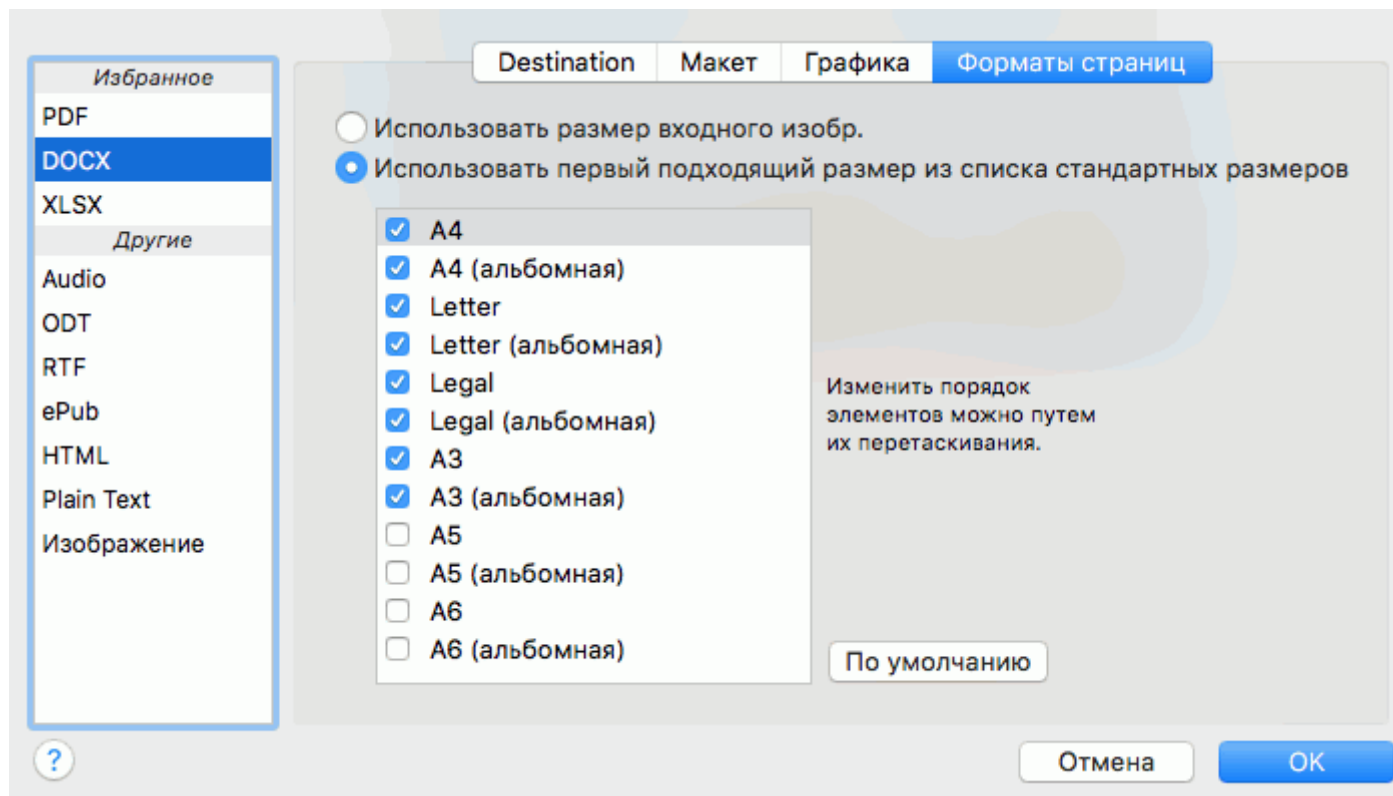 Destination
Макет
Графика
Форматы страниц
Избранное
PDF
DOCX
XLSX
Другие
Audio
ODT
RTF
ePub
HTML
Plain Text
Изображение
Использовать размер входного изобр.
Использовать первый подходящий размер из списка стандартных размеров
A4
A4 (альбомная)
Letter
Letter (альбомная)
Legal
Legal (альбомная)
A3
A3 (альбомная)
A5
A5 (альбомная)
A6
A6 (альбомная)
Изменить порядок
элементов можно путем
их перетаскивания.
По умолчанию
?
Отмена
OK